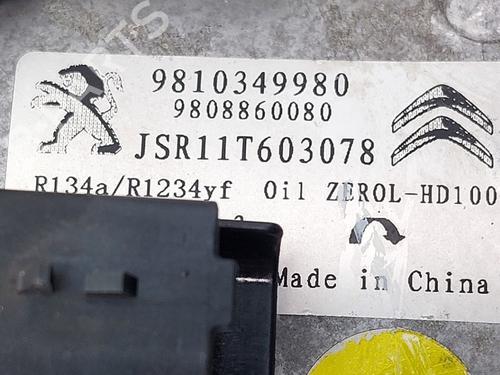 9810349980
9808860080
JSR11T603078
R134a/R1234yf Oil ZEROL-HD100
Made in China